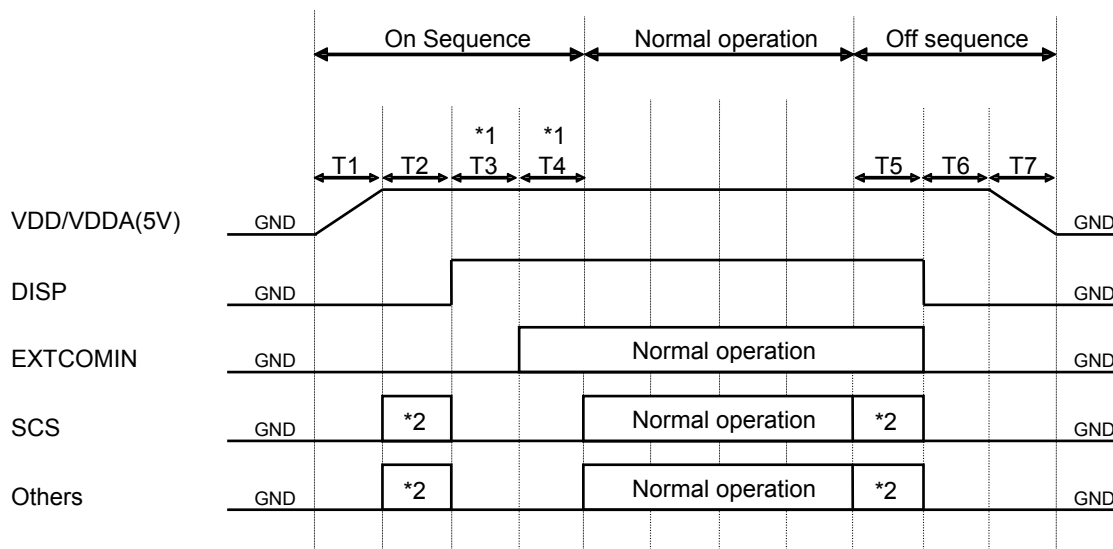 On Sequence Normal operation Off sequence
*1 *1
T1 T2 T3 T4 T5 T6 T7
VDD/VDDA(5V) GND GND
DISP GND GND
EXTCOMIN GND Normal operation GND
SCS GND *2 Normal operation *2 GND
Others GND *2 Normal operation *2 GND